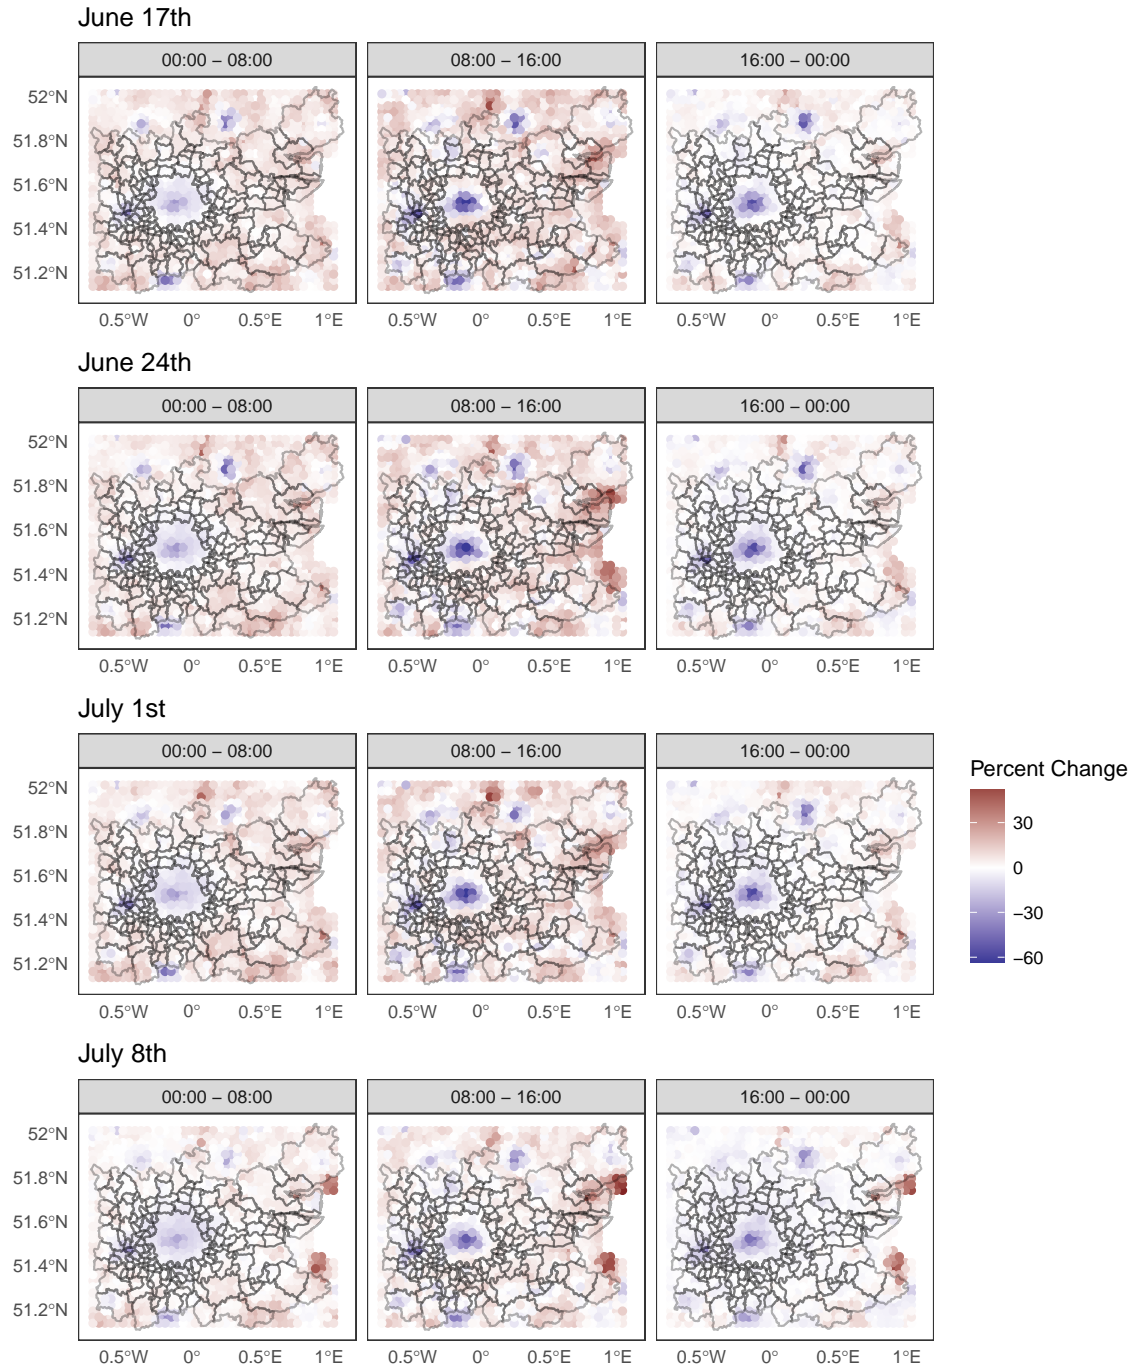 June 17th
00:00 − 08:00 08:00 − 16:00 16:00 − 00:00
52°N
51.8°N
51.6°N
51.4°N
51.2°N
0.5°W 0° 0.5°E 1°E 0.5°W 0° 0.5°E 1°E 0.5°W 0° 0.5°E 1°E
June 24th
00:00 − 08:00 08:00 − 16:00 16:00 − 00:00
52°N
51.8°N
51.6°N
51.4°N
51.2°N
0.5°W 0° 0.5°E 1°E 0.5°W 0° 0.5°E 1°E 0.5°W 0° 0.5°E 1°E
July 1st
00:00 − 08:00 08:00 − 16:00 16:00 − 00:00
52°N
51.8°N
51.6°N
51.4°N
51.2°N
0.5°W 0° 0.5°E 1°E 0.5°W 0° 0.5°E 1°E 0.5°W 0° 0.5°E 1°E
Percent Change
30
0
−30
−60
July 8th
00:00 − 08:00 08:00 − 16:00 16:00 − 00:00
52°N
51.8°N
51.6°N
51.4°N
51.2°N
0.5°W 0° 0.5°E 1°E 0.5°W 0° 0.5°E 1°E 0.5°W 0° 0.5°E 1°E